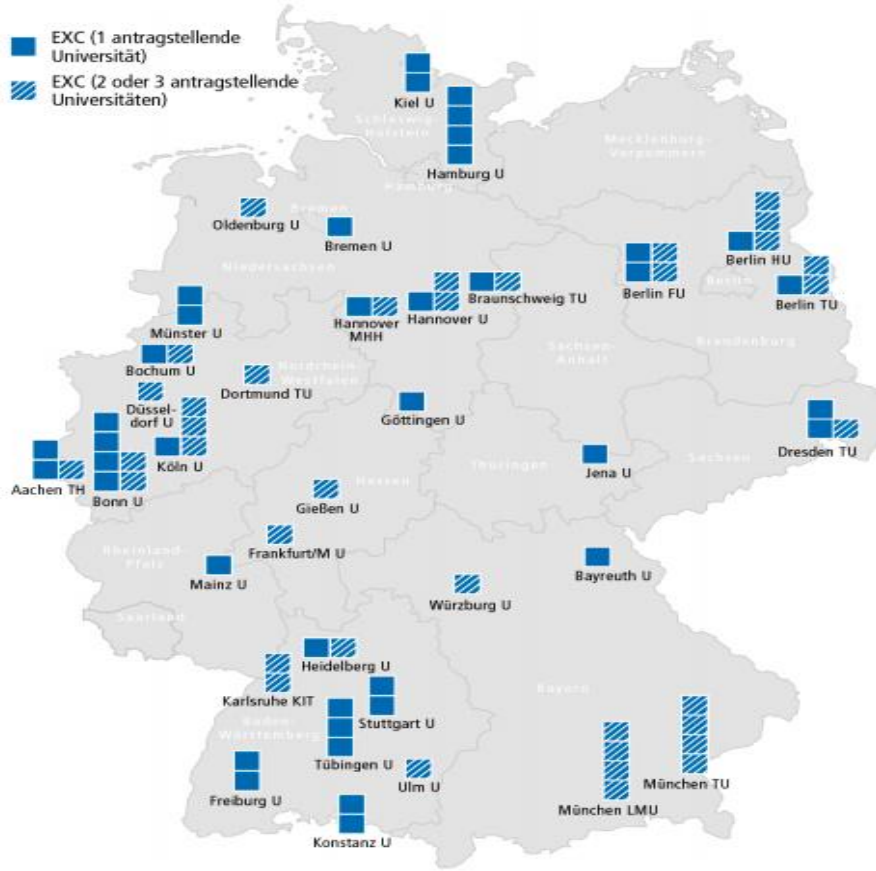 EXC (1 antragstellende
Universität)
EXC (2 oder 3 antragstellende
Universitäten)
Kiel U
Schleswig-
Holstein
Mecklenburg-
Vorpommern
Hamburg U
Hamburg
Bremen
Oldenburg U
Bremen U
Niedersachsen
Berlin HU
Berlin FU
Berlin
Berlin TU
Braunschweig TU
Hannover U
Hannover
MHH
Münster U
Brandenburg
Sachsen-
Anhalt
Bochum U
Nordrhein-
Westfalen
Dortmund TU
Düssel-
dorf U
Göttingen U
Köln U
Dresden TU
Sachsen
Aachen TH
Bonn U
Thüringen
Jena U
Hessen
Gießen U
Frankfurt/M U
Rheinland-
Pfalz
Mainz U
Bayreuth U
Würzburg U
Saarland
Heidelberg U
Karlsruhe KIT
Bayern
Stuttgart U
Baden-
Württemberg
Tübingen U
Ulm U
München TU
Freiburg U
München LMU
Konstanz U